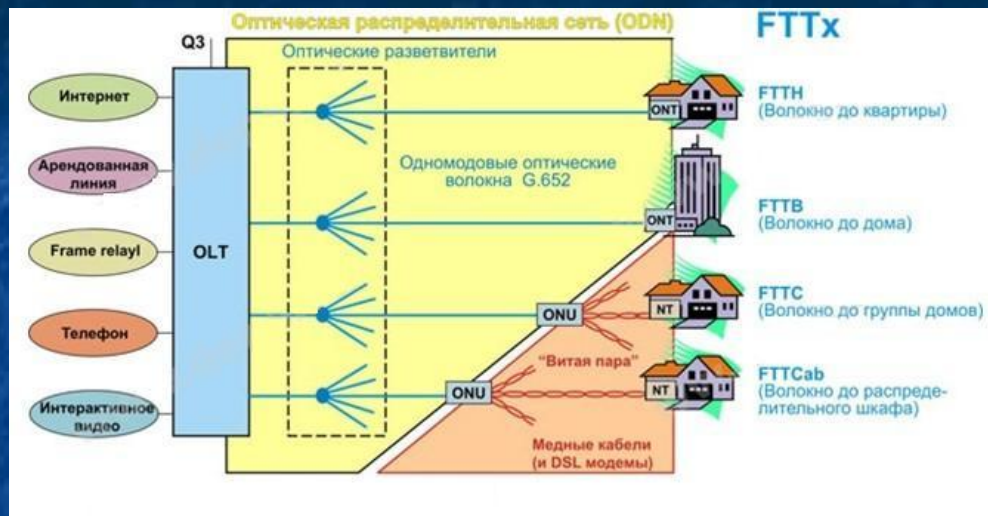 Оптическая распределительная сеть (ODN)
FTTx
Q3
Оптические разветвители
Интернет
Арендованная
линия
Frame relayl
Телефон
Интерактивное
видео
OLT
Одномодовые оптические
волокна G.652
ONT
FTTH
(Волокно до квартиры)
ONT
FTTB
(Волокно до дома)
ONU
NT
FTTC
(Волокно до группы домов)
"Витая пара"
ONU
NT
FTTCab
(Волокно до распреде-
лительного шкафа)
Медные кабели
(и DSL модемы)